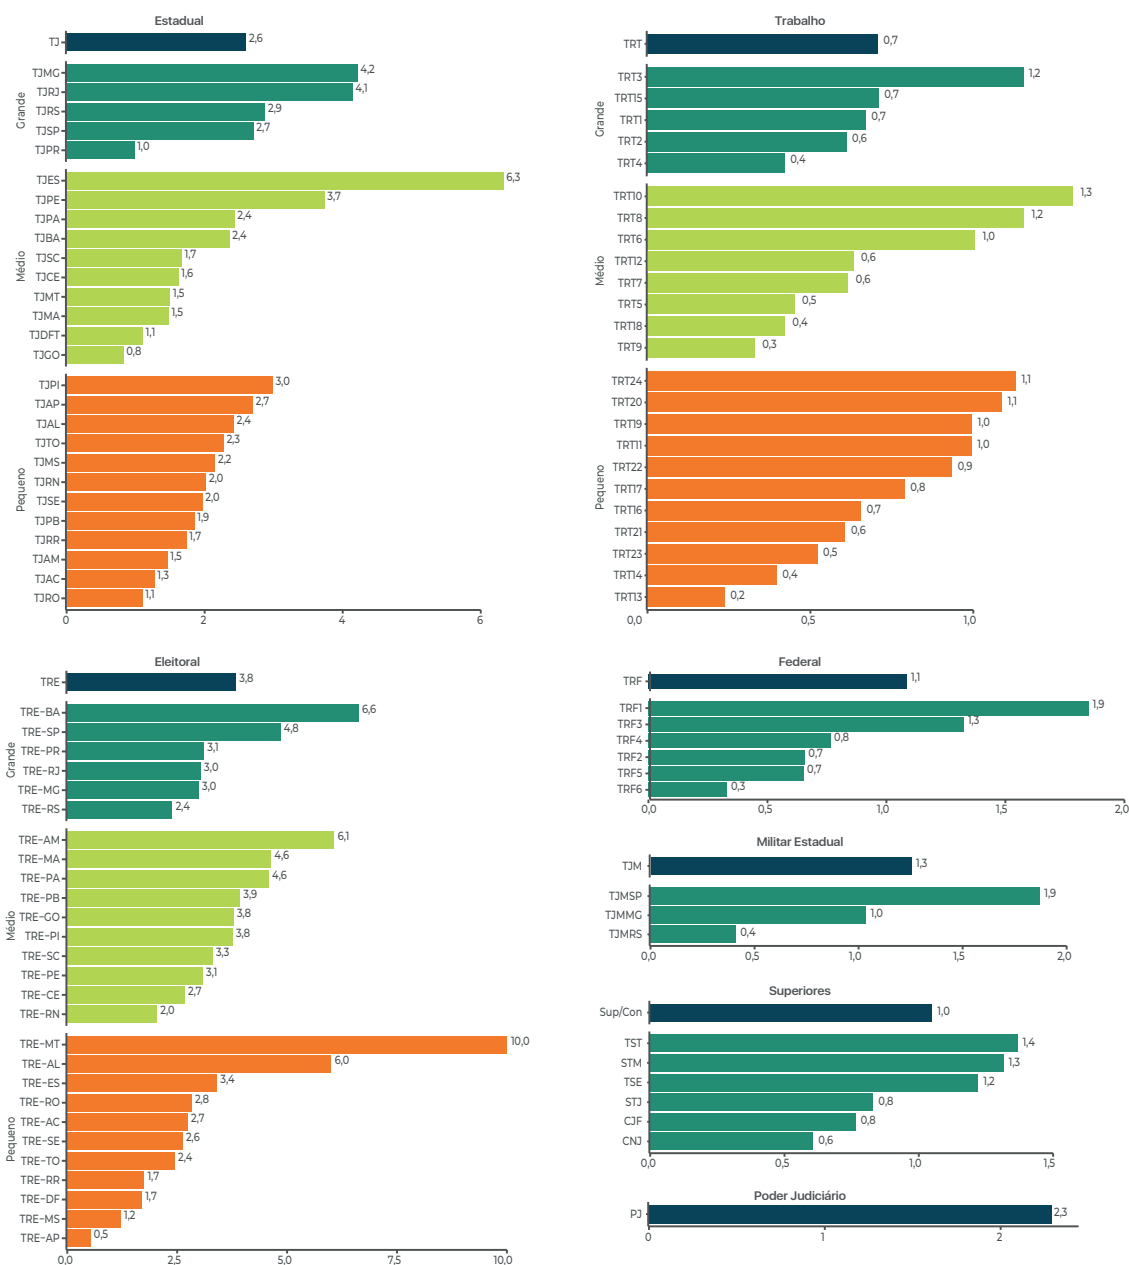 Estadual
TJ 2,6
Grande
TJMG 4,2
TJRJ 4,1
TJRS 2,9
TJSP 2,7
TJPR 1,0
Médio
TJES 6,3
TJPE 3,7
TJPA 2,4
TJBA 2,4
TJSC 1,7
TJCE 1,6
TJMT 1,5
TJMA 1,5
TJDFT 1,1
TJGO 0,8
Pequeno
TJPI 3,0
TJAP 2,7
TJAL 2,4
TJTO 2,3
TJMS 2,2
TJRN 2,0
TJSE 2,0
TJPB 1,9
TJRR 1,7
TJAM 1,5
TJAC 1,3
TJRO 1,1
0 2 4 6
Trabalho
TRT 0,7
Grande
TRT3 1,2
TRT15 0,7
TRT1 0,7
TRT2 0,6
TRT4 0,4
Médio
TRT10 1,3
TRT8 1,2
TRT6 1,0
TRT12 0,6
TRT7 0,6
TRT5 0,5
TRT18 0,4
TRT9 0,3
Pequeno
TRT24 1,1
TRT20 1,1
TRT19 1,0
TRT11 1,0
TRT22 0,9
TRT17 0,8
TRT16 0,7
TRT21 0,6
TRT23 0,5
TRT14 0,4
TRT13 0,2
0,0 0,5 1,0
Eleitoral
TRE 3,8
Grande
TRE-BA 6,6
TRE-SP 4,8
TRE-PR 3,1
TRE-RJ 3,0
TRE-MG 3,0
TRE-RS 2,4
Médio
TRE-AM 6,1
TRE-MA 4,6
TRE-PA 4,6
TRE-PB 3,9
TRE-GO 3,8
TRE-PI 3,8
TRE-SC 3,3
TRE-PE 3,1
TRE-CE 2,7
TRE-RN 2,0
Pequeno
TRE-MT 10,0
TRE-AL 6,0
TRE-ES 3,4
TRE-RO 2,8
TRE-AC 2,7
TRE-SE 2,6
TRE-TO 2,4
TRE-RR 1,7
TRE-DF 1,7
TRE-MS 1,2
TRE-AP 0,5
0,0 2,5 5,0 7,5 10,0
Federal
TRF 1,1
TRF1 1,9
TRF3 1,3
TRF4 0,8
TRF2 0,7
TRF5 0,7
TRF6 0,3
0,0 0,5 1,0 1,5 2,0
Militar Estadual
TJM 1,3
TJMSP 1,9
TJMMG 1,0
TJMRS 0,4
0,0 0,5 1,0 1,5 2,0
Superiores
Sup/Con 1,0
TST 1,4
STM 1,3
TSE 1,2
STJ 0,8
CJF 0,8
CNJ 0,6
0,0 0,5 1,0 1,5
Poder Judiciário
PJ 2,3
0 1 2